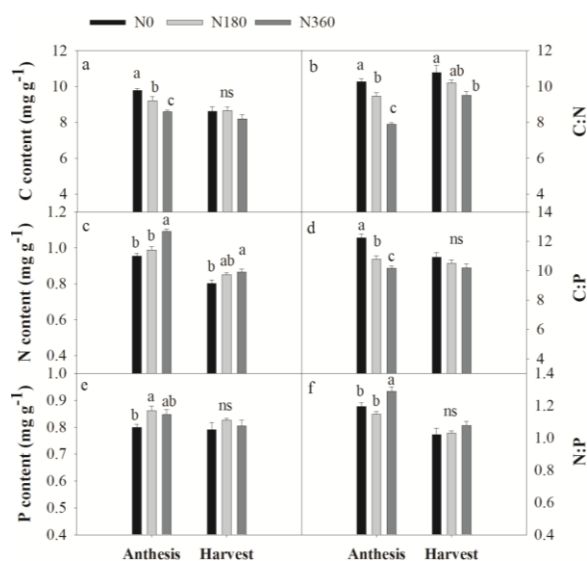 N0 N180 N360
12 12
a b
a a
a b a ab
10 b ns b b 10
c c
8 8
C content (mg g-1) C:N
6 6
4 4
1.2 14
c a d a
b b 12
1.0 a b ns
b ab c 10
0.8 8
N content (mg g-1) C:P
0.6 6
0.4 4
1.0 1.4
e f a
0.9 a ab ns b b 1.2
b ns
0.8 1.0
0.7
P content (mg g-1) N:P
0.8
0.6
0.5 0.6
0.4 0.4
Anthesis Harvest Anthesis Harvest